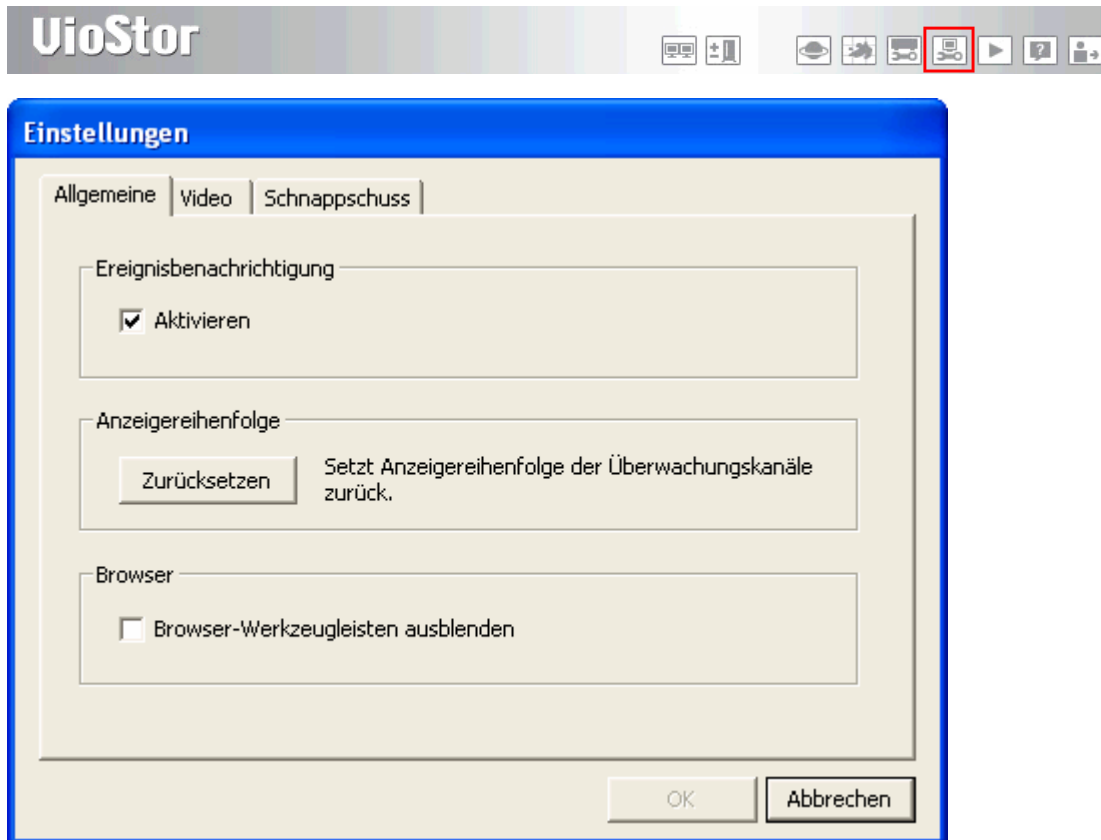 VioStor
Einstellungen
Allgemeine Video Schnappschuss
Ereignisbenachrichtigung
Aktivieren
Anzeigereihenfolge
Zurücksetzen
Setzt Anzeigereihenfolge der Überwachungskanäle
zurück.
Browser
Browser-Werkzeugleisten ausblenden
OK Abbrechen